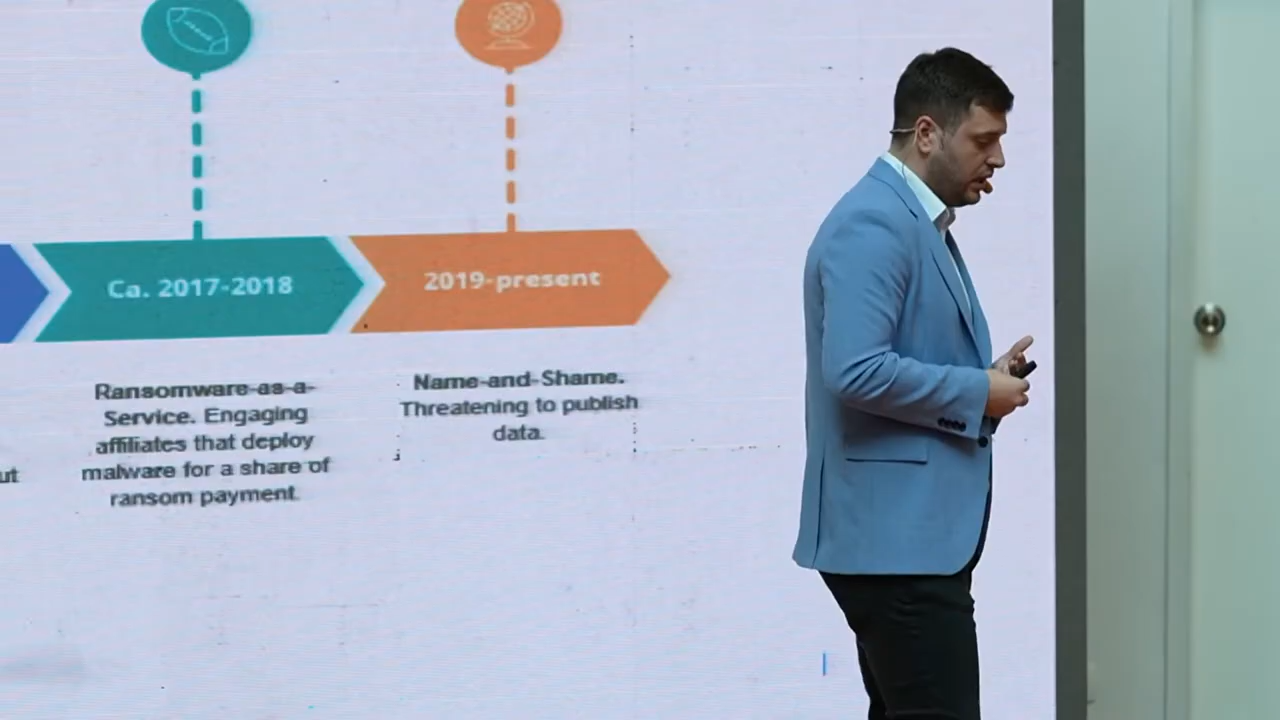 Ca. 2017-2018
2019-present
Ransomware-as-a-
Service. Engaging
affiliates that deploy
malware for a share of
ransom payment.
Name-and-Shame.
Threatening to publish
data.
ut